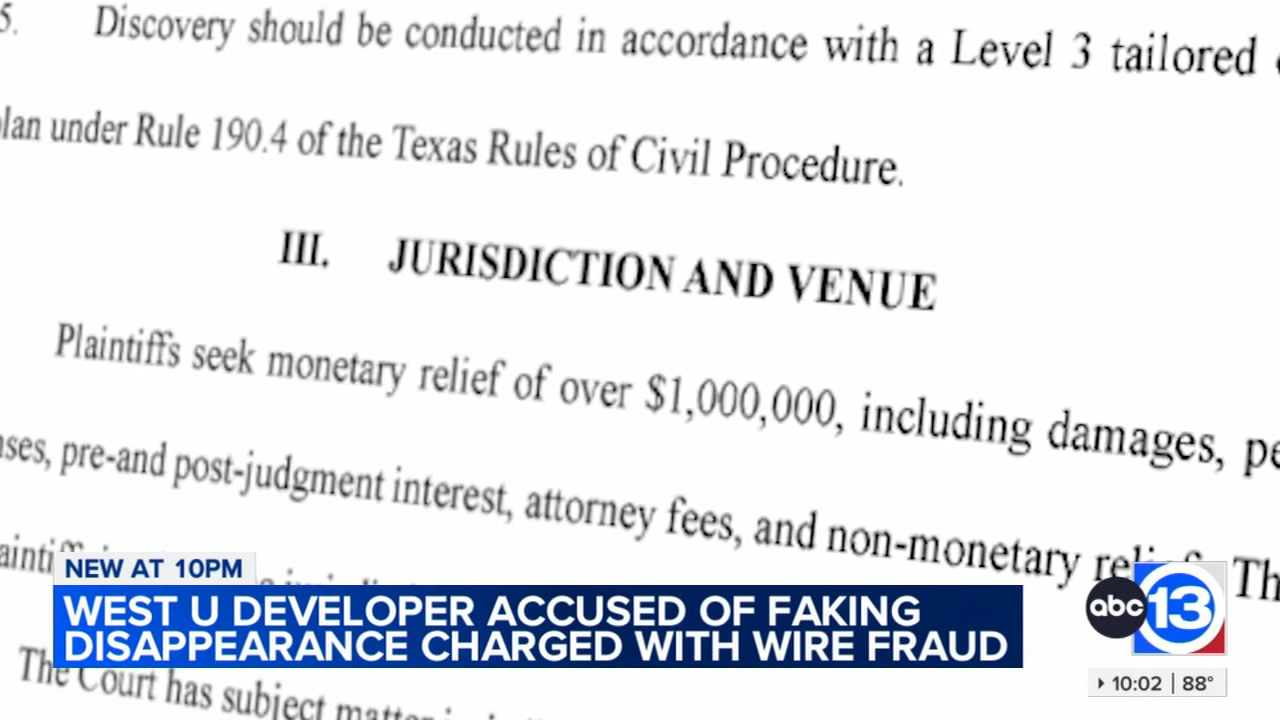 5. Discovery should be conducted in accordance with a Level 3 tailored
plan under Rule 190.4 of the Texas Rules of Civil Procedure.
III. JURISDICTION AND VENUE
Plaintiffs seek monetary relief of over $1,000,000, including damages,
pre-and post-judgment interest, attorney fees, and non-monetary relief. Th
NEW AT 10PM
WEST U DEVELOPER ACCUSED OF FAKING
DISAPPEARANCE CHARGED WITH WIRE FRAUD
abc 13
10:02 | 88°
The Court has subject matter